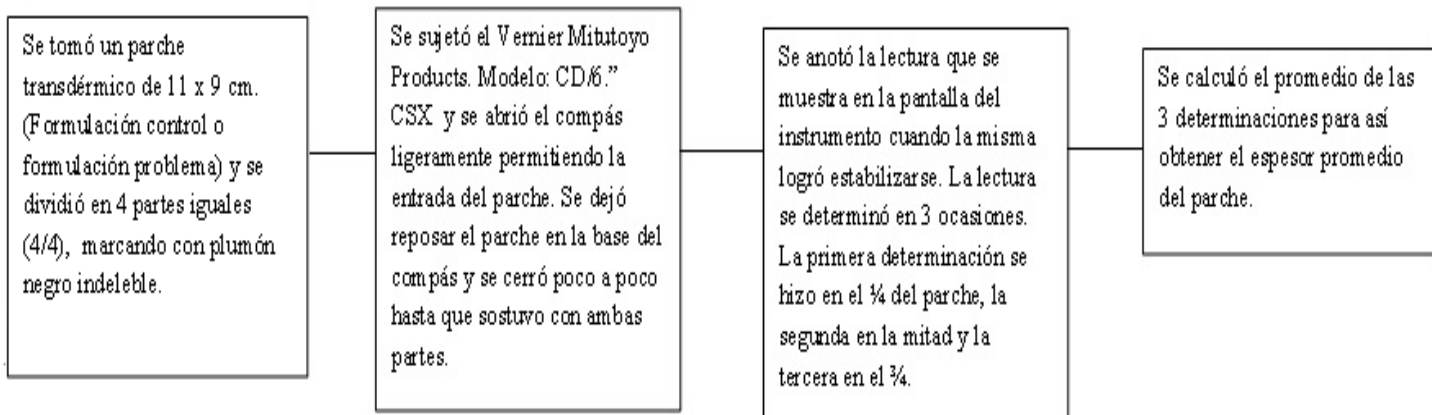 Se tomó un parche
transdérmico de 11 x 9 cm.
(Formulación control o
formulación problema) y se
dividió en 4 partes iguales
(4/4), marcando con plumón
negro indeleble.
Se sujetó el Vernier Mitutoyo
Products. Modelo: CD/6.”
CSX y se abrió el compás
ligeramente permitiendo la
entrada del parche. Se dejó
reposar el parche en la base del
compás y se cerró poco a poco
hasta que sostuvo con ambas
partes.
Se anotó la lectura que se
muestra en la pantalla del
instrumento cuando la misma
logró estabilizarse. La lectura
se determinó en 3 ocasiones.
La primera determinación se
hizo en el ¼ del parche, la
segunda en la mitad y la
tercera en el ¾.
Se calculó el promedio de las
3 determinaciones para así
obtener el espesor promedio
del parche.